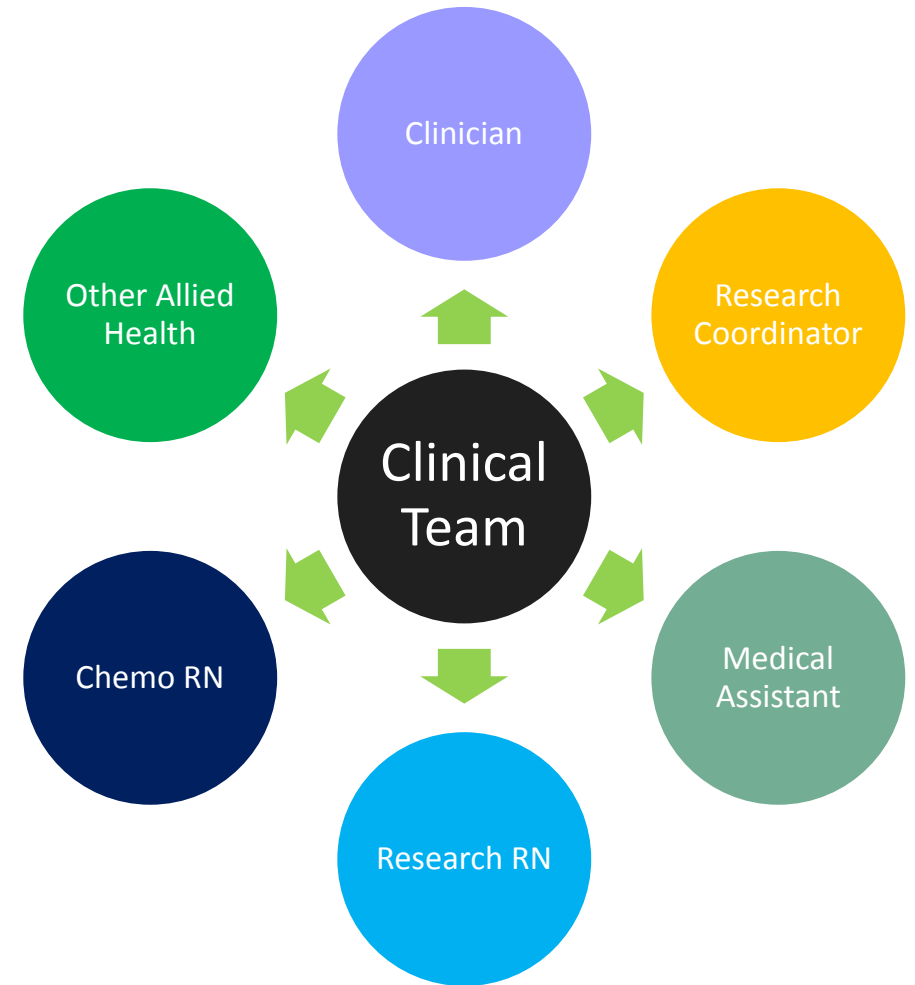 Clinician
Other Allied
Health
Research
Coordinator
Clinical
Team
Chemo RN
Medical
Assistant
Research RN